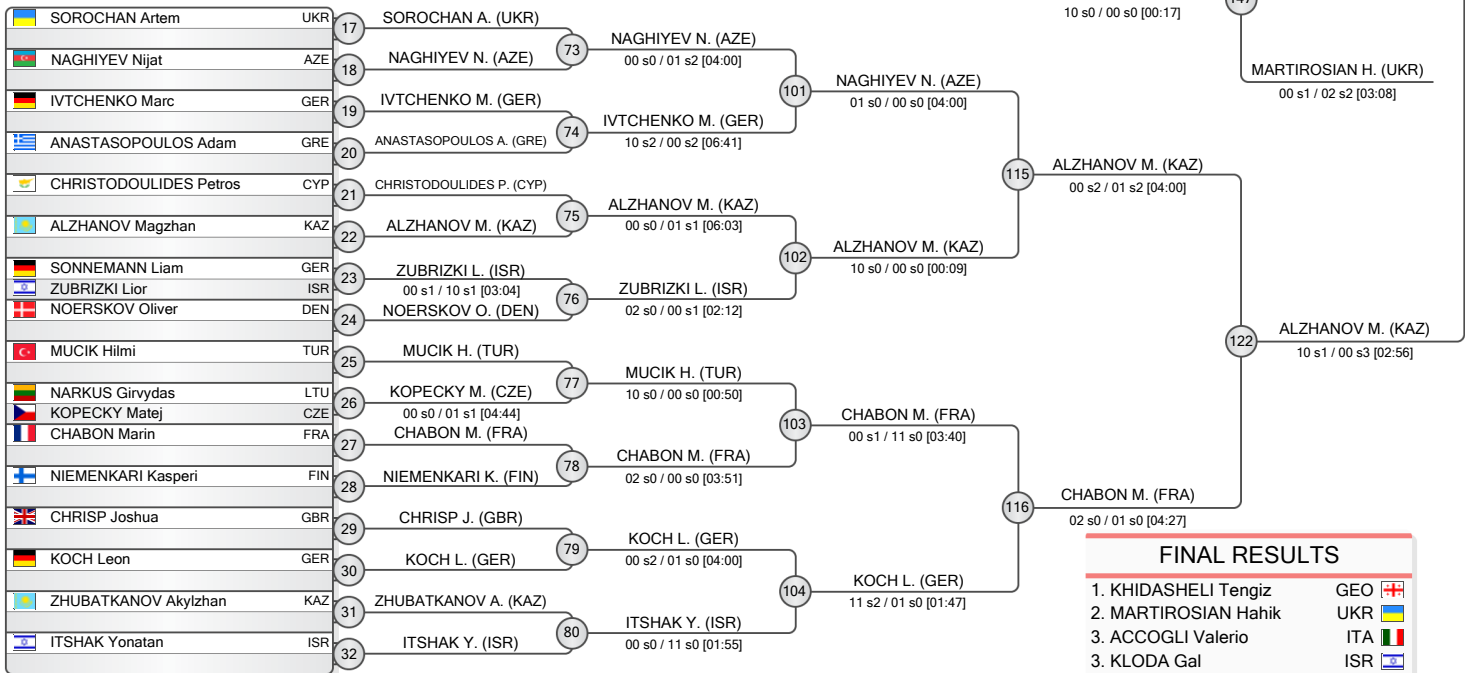 SOROCHAN Artem UKR
NAGHIYEV Nijat AZE
IVTCHENKO Marc GER
ANASTASOPOULOS Adam GRE
CHRISTODOULIDES Petros CYP
ALZHANOV Magzhan KAZ
SONNEMANN Liam GER
ZUBRIZKI Lior ISR
NOERSKOV Oliver DEN
MUCIK Hilmi TUR
NARKUS Girvydas LTU
KOPECKY Matej CZE
CHABON Marin FRA
NIEMENKARI Kasperi FIN
CHRISP Joshua GBR
KOCH Leon GER
ZHUBATKANOV Akylzhan KAZ
ITSHAK Yonatan ISR
17
18
19
20
21
22
23
24
25
26
27
28
29
30
31
32
SOROCHAN A. (UKR)
NAGHIYEV N. (AZE)
IVTCHENKO M. (GER)
ANASTASOPOULOS A. (GRE)
CHRISTODOULIDES P. (CYP)
ALZHANOV M. (KAZ)
ZUBRIZKI L. (ISR)
00 s1 / 10 s1 [03:04]
NOERSKOV O. (DEN)
MUCIK H. (TUR)
KOPECKY M. (CZE)
00 s0 / 01 s1 [04:44]
CHABON M. (FRA)
NIEMENKARI K. (FIN)
CHRISP J. (GBR)
KOCH L. (GER)
ZHUBATKANOV A. (KAZ)
ITSHAK Y. (ISR)
73
74
75
76
77
78
79
80
NAGHIYEV N. (AZE)
00 s0 / 01 s2 [04:00]
IVTCHENKO M. (GER)
10 s2 / 00 s2 [06:41]
ALZHANOV M. (KAZ)
00 s0 / 01 s1 [06:03]
ZUBRIZKI L. (ISR)
02 s0 / 00 s1 [02:12]
MUCIK H. (TUR)
10 s0 / 00 s0 [00:50]
CHABON M. (FRA)
02 s0 / 00 s0 [03:51]
KOCH L. (GER)
00 s2 / 01 s0 [04:00]
ITSHAK Y. (ISR)
00 s0 / 11 s0 [01:55]
101
102
103
104
NAGHIYEV N. (AZE)
01 s0 / 00 s0 [04:00]
ALZHANOV M. (KAZ)
10 s0 / 00 s0 [00:09]
CHABON M. (FRA)
00 s1 / 11 s0 [03:40]
KOCH L. (GER)
11 s2 / 01 s0 [01:47]
115
116
10 s0 / 00 s0 [00:17]
ALZHANOV M. (KAZ)
00 s2 / 01 s2 [04:00]
CHABON M. (FRA)
02 s0 / 01 s0 [04:27]
122
MARTIROSIAN H. (UKR)
00 s1 / 02 s2 [03:08]
ALZHANOV M. (KAZ)
10 s1 / 00 s3 [02:56]
FINAL RESULTS
1. KHIDASHELI Tengiz GEO
2. MARTIROSIAN Hahik UKR
3. ACCOGLI Valerio ITA
3. KLODA Gal ISR